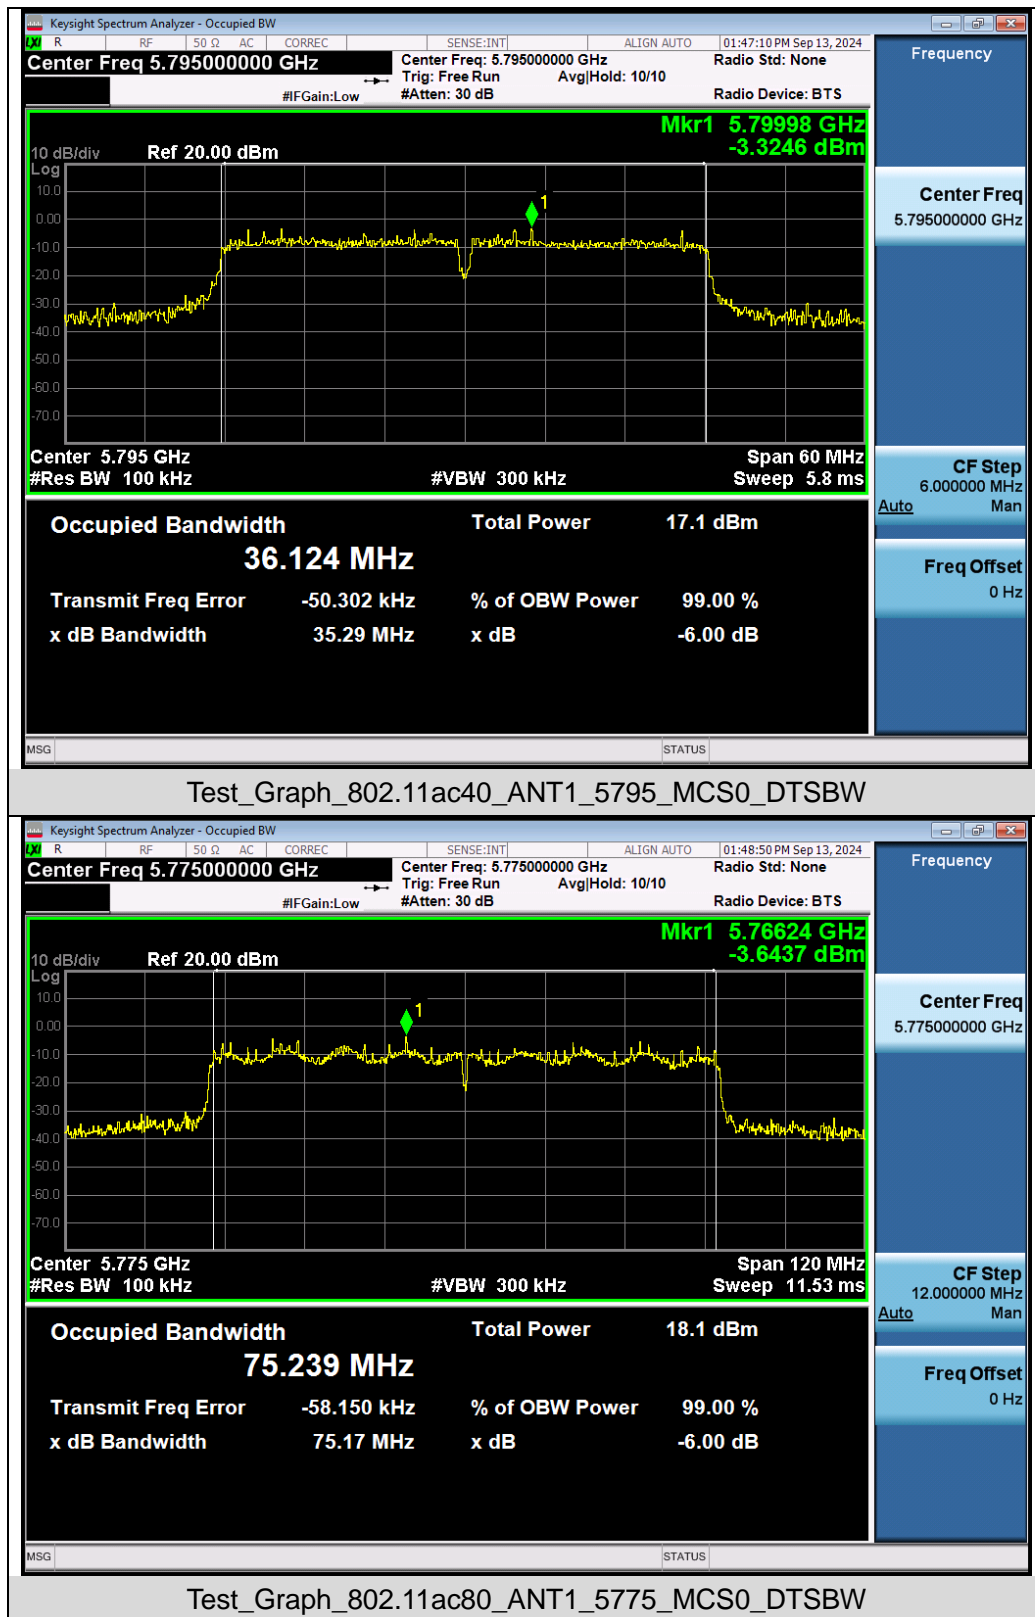 Keysight Spectrum Analyzer - Occupied BW
LXI R RF 50 Ω AC CORREC SENSE:INT ALIGN AUTO 01:47:10 PM Sep 13, 2024
Center Freq 5.795000000 GHz Center Freq: 5.795000000 GHz Radio Std: None
Trig: Free Run Avg|Hold: 10/10
#IFGain:Low #Atten: 30 dB Radio Device: BTS
Mkr1 5.79998 GHz
-3.3246 dBm
10 dB/div Ref 20.00 dBm
Log
10.0
0.00
-10.0
-20.0
-30.0
-40.0
-50.0
-60.0
-70.0
1
Center 5.795 GHz Span 60 MHz
#Res BW 100 kHz #VBW 300 kHz Sweep 5.8 ms
Occupied Bandwidth Total Power 17.1 dBm
36.124 MHz
Transmit Freq Error -50.302 kHz % of OBW Power 99.00 %
x dB Bandwidth 35.29 MHz x dB -6.00 dB
MSG STATUS
Frequency
Center Freq
5.795000000 GHz
CF Step
6.000000 MHz
Auto Man
Freq Offset
0 Hz
Test_Graph_802.11ac40_ANT1_5795_MCS0_DTSBW
Keysight Spectrum Analyzer - Occupied BW
LXI R RF 50 Ω AC CORREC SENSE:INT ALIGN AUTO 01:48:50 PM Sep 13, 2024
Center Freq 5.775000000 GHz Center Freq: 5.775000000 GHz Radio Std: None
Trig: Free Run Avg|Hold: 10/10
#IFGain:Low #Atten: 30 dB Radio Device: BTS
Mkr1 5.76624 GHz
-3.6437 dBm
10 dB/div Ref 20.00 dBm
Log
10.0
0.00
-10.0
-20.0
-30.0
-40.0
-50.0
-60.0
-70.0
1
Center 5.775 GHz Span 120 MHz
#Res BW 100 kHz #VBW 300 kHz Sweep 11.53 ms
Occupied Bandwidth Total Power 18.1 dBm
75.239 MHz
Transmit Freq Error -58.150 kHz % of OBW Power 99.00 %
x dB Bandwidth 75.17 MHz x dB -6.00 dB
MSG STATUS
Frequency
Center Freq
5.775000000 GHz
CF Step
12.000000 MHz
Auto Man
Freq Offset
0 Hz
Test_Graph_802.11ac80_ANT1_5775_MCS0_DTSBW